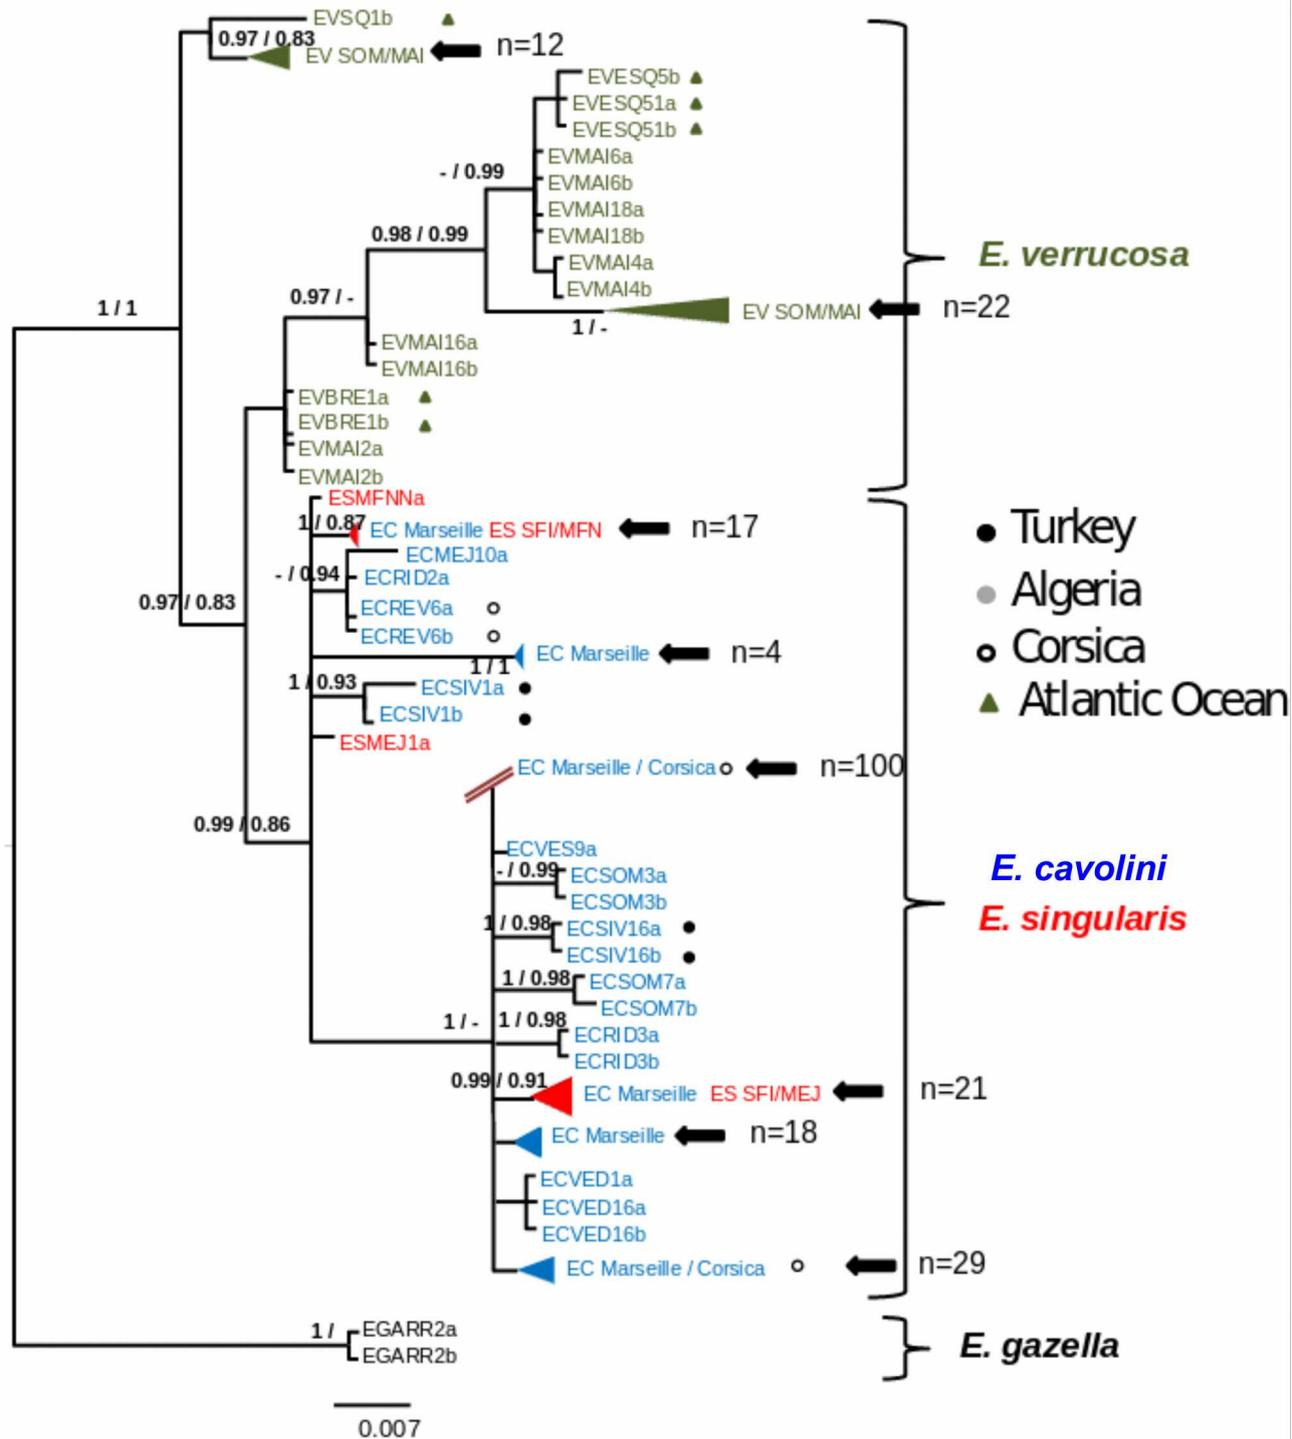 EVSQ1b
0.97 / 0.83
EV SOM/MAI n=12
EVESQ5b
EVESQ51a
EVESQ51b
EVMAI6a
- / 0.99
EVMAI6b
EVMAI18a
0.98 / 0.99
EVMAI18b
E. verrucosa
EVMAI4a
EVMAI4b
0.97 / -
1 / 1
EV SOM/MAI n=22
1 / -
EVMAI16a
EVMAI16b
EVBRE1a
EVBRE1b
EVMAI2a
EVMAI2b
ESMFNNa
1 / 0.87
EC Marseille ES SFI/MFN n=17
Turkey
ECMEJ10a
- / 0.94
ECRID2a
Algeria
0.97 / 0.83
ECREV6a
ECREV6b
Corsica
EC Marseille n=4
1 / 1
1 / 0.93
ECSIV1a
Atlantic Ocean
ECSIV1b
ESMEJ1a
EC Marseille / Corsica n=100
0.99 / 0.86
ECVES9a
- / 0.99
ECSOM3a
E. cavolini
ECSOM3b
1 / 0.98
ECSIV16a
E. singularis
ECSIV16b
1 / 0.98
ECSOM7a
ECSOM7b
1 / -
1 / 0.98
ECRID3a
ECRID3b
0.99 / 0.91
EC Marseille ES SFI/MEJ n=21
EC Marseille n=18
ECVED1a
ECVED16a
ECVED16b
EC Marseille / Corsica n=29
1 /
EGARR2a
EGARR2b
E. gazella
0.007